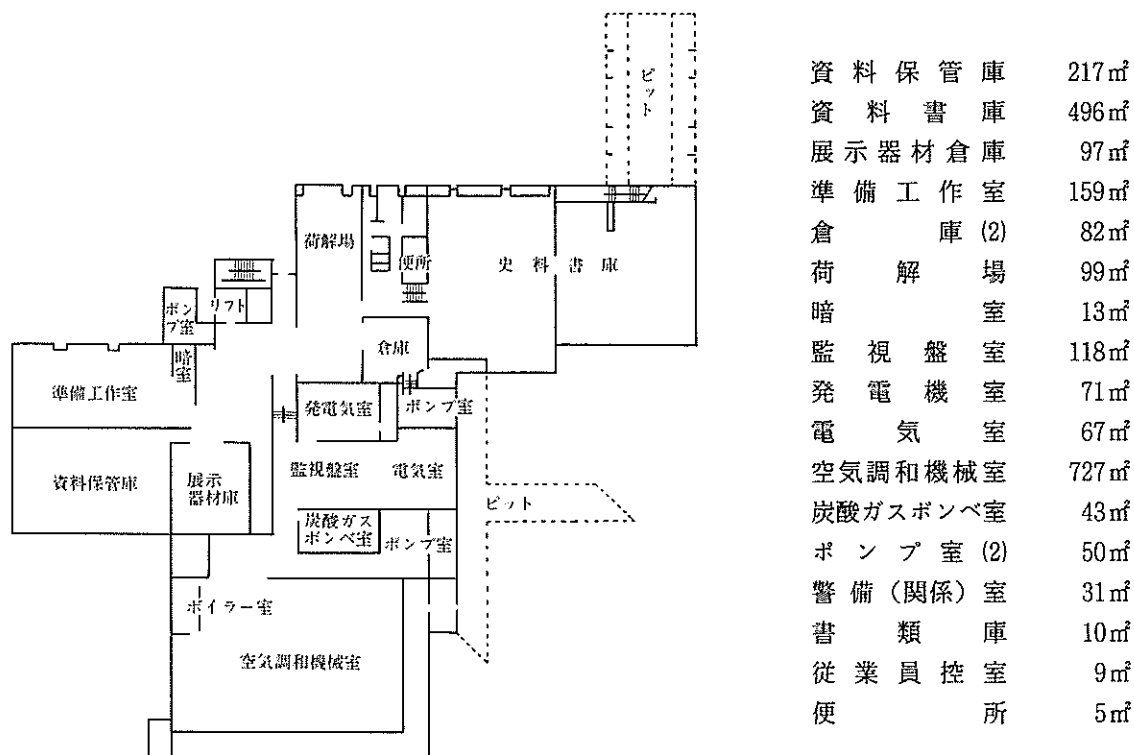 ピット
荷解場
便所
史料書庫
リフト
ポンプ室
暗室
倉庫
準備工作室
発電気室
ポンプ室
資料保管庫
展示器材庫
監視盤室
電気室
ピット
炭酸ガスボンベ室
ポンプ室
ボイラー室
空気調和機械室
資料保管庫 217㎡
資料書庫 496㎡
展示器材倉庫 97㎡
準備工作室 159㎡
倉庫(2) 82㎡
荷解場 99㎡
暗室 13㎡
監視盤室 118㎡
発電機室 71㎡
電気室 67㎡
空気調和機械室 727㎡
炭酸ガスボンベ室 43㎡
ポンプ室(2) 50㎡
警備(関係)室 31㎡
書類庫 10㎡
従業員控室 9㎡
便所 5㎡